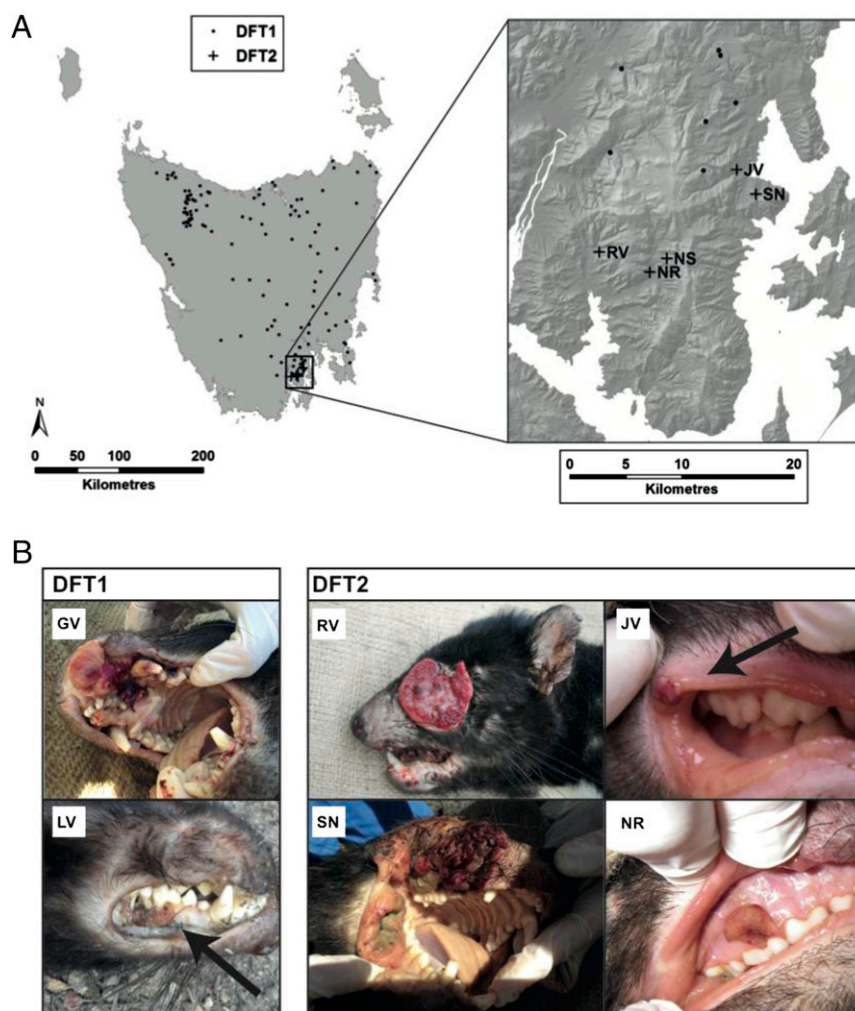 A
DFT1
DFT2
JV
SN
RV
NS
NR
N
0 50 100 200
Kilometres
0 5 10 20
Kilometres
B
DFT1
DFT2
GV
RV
JV
LV
SN
NR